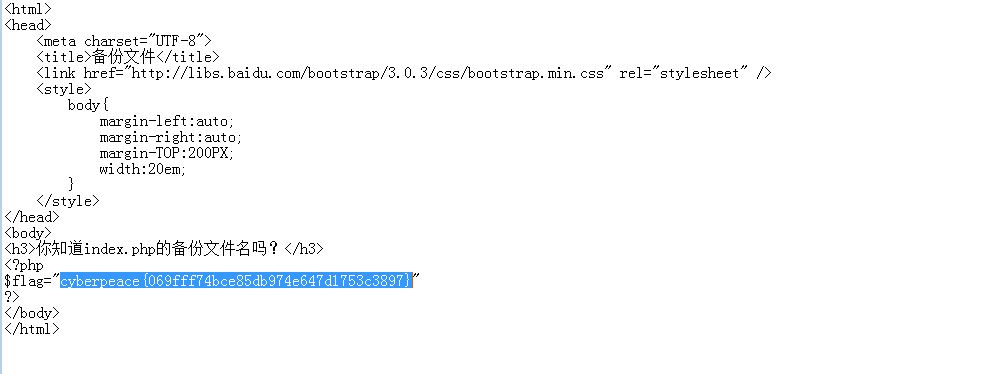 <html>
<head>
    <meta charset="UTF-8">
    <title>备份文件</title>
    <link href="http://libs.baidu.com/bootstrap/3.0.3/css/bootstrap.min.css" rel="stylesheet" />
    <style>
        body{
            margin-left:auto;
            margin-right:auto;
            margin-TOP:200PX;
            width:20em;
        }
    </style>
</head>
<body>
<h3>你知道index.php的备份文件名吗？</h3>
<?php
$flag="cyberpeace{069fff74bce85db974e647d1753c3897}"
?>
</body>
</html>